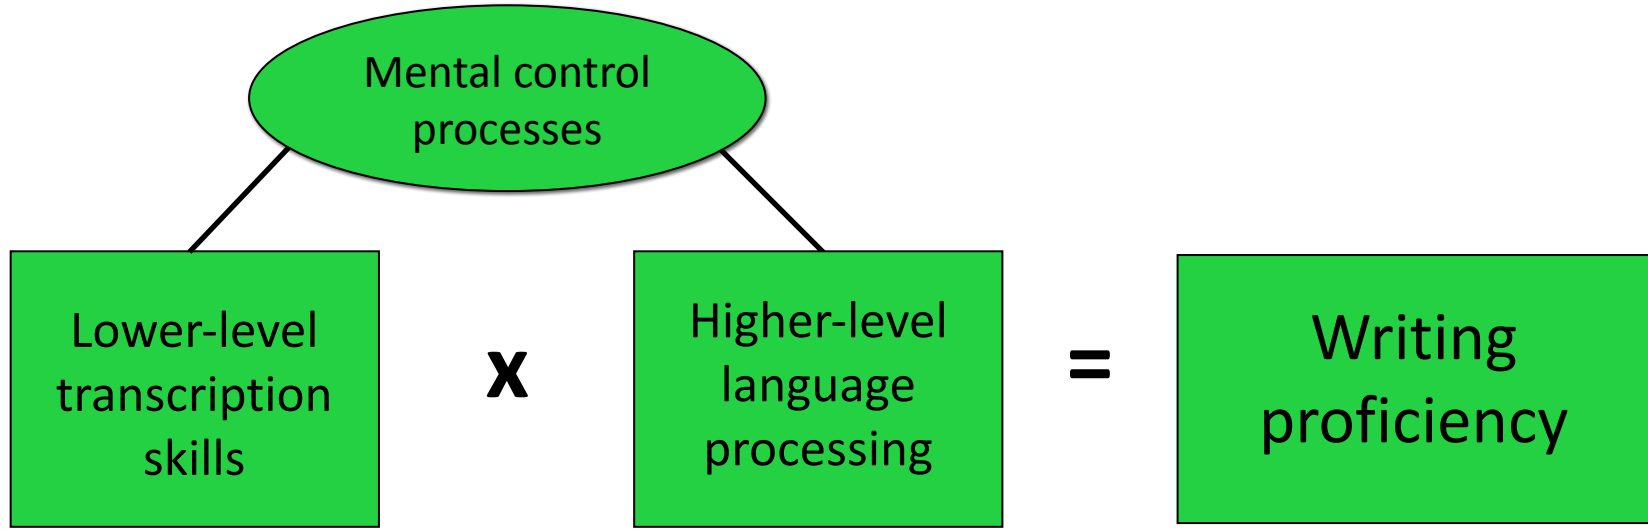 Mental control
processes
Lower-level
transcription
skills
x
Higher-level
language
processing
=
Writing
proficiency